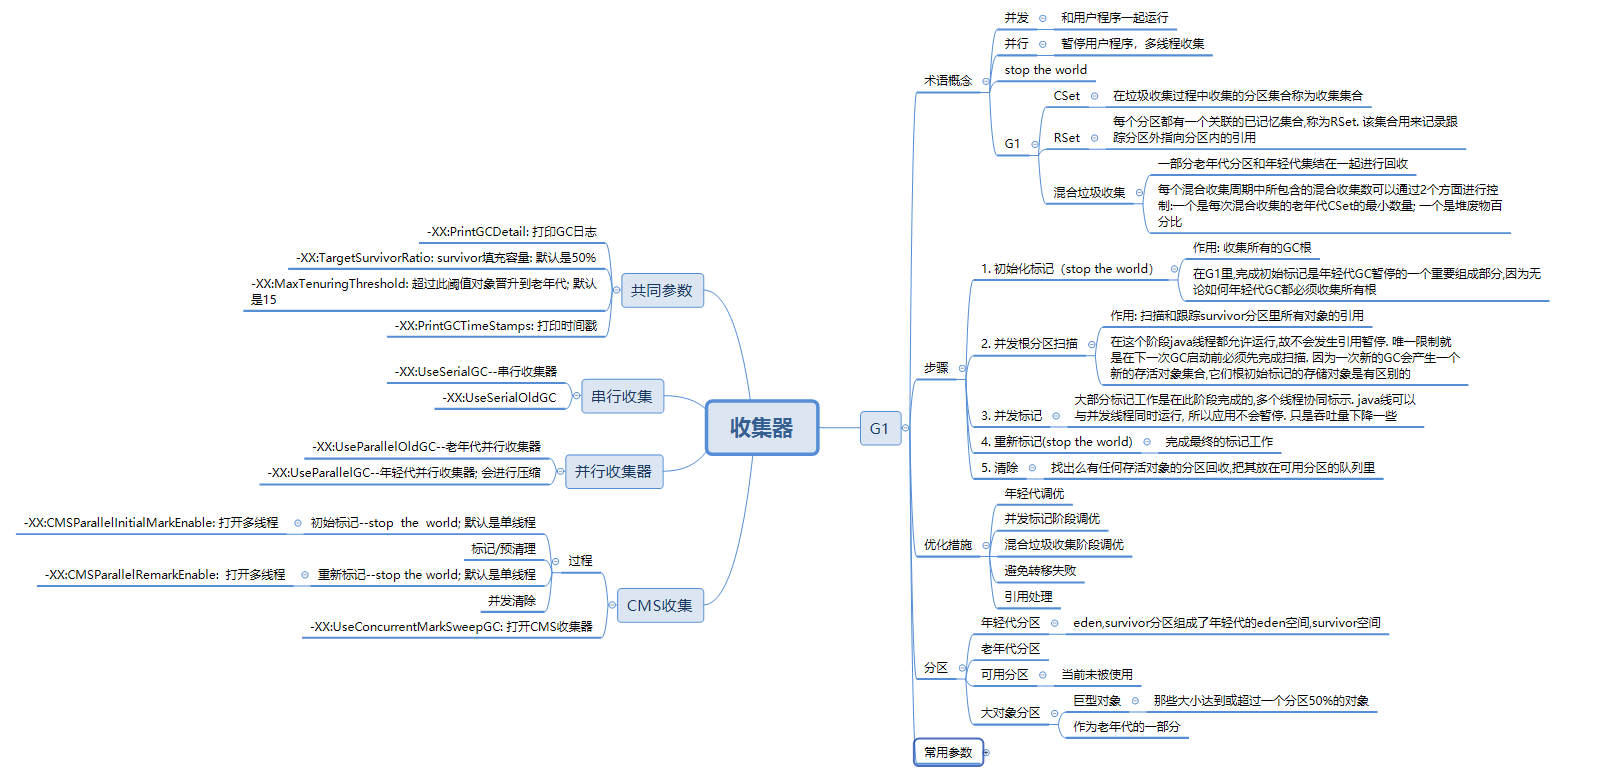 收集器
共同参数
-XX:PrintGCDetail: 打印GC日志
-XX:TargetSurvivorRatio: survivor填充容量: 默认是50%
-XX:MaxTenuringThreshold: 超过此阈值对象晋升到老年代; 默认
是15
-XX:PrintGCTimeStamps: 打印时间戳
串行收集
-XX:UseSerialGC--串行收集器
-XX:UseSerialOldGC
并行收集器
-XX:UseParallelOldGC--老年代并行收集器
-XX:UseParallelGC--年轻代并行收集器; 会进行压缩
CMS收集
过程
初始标记--stop the world; 默认是单线程
-XX:CMSParallelInitialMarkEnable: 打开多线程
标记/预清理
重新标记--stop the world; 默认是单线程
-XX:CMSParallelRemarkEnable: 打开多线程
并发清除
-XX:UseConcurrentMarkSweepGC: 打开CMS收集器
G1
术语概念
并发
和用户程序一起运行
并行
暂停用户程序，多线程收集
stop the world
G1
CSet
在垃圾收集过程中收集的分区集合称为收集集合
RSet
每个分区都有一个关联的已记忆集合,称为RSet. 该集合用来记录跟
踪分区外指向分区内的引用
混合垃圾收集
一部分老年代分区和年轻代集结在一起进行回收
每个混合收集周期中所包含的混合收集数可以通过2个方面进行控
制:一个是每次混合收集的老年代CSet的最小数量; 一个是堆废物百
分比
步骤
1. 初始化标记（stop the world）
作用: 收集所有的GC根
在G1里,完成初始标记是年轻代GC暂停的一个重要组成部分,因为无
论如何年轻代GC都必须收集所有根
2. 并发根分区扫描
作用: 扫描和跟踪survivor分区里所有对象的引用
在这个阶段java线程都允许运行,故不会发生引用暂停. 唯一限制就
是在下一次GC启动前必须先完成扫描. 因为一次新的GC会产生一个
新的存活对象集合,它们根初始标记的存储对象是有区别的
3. 并发标记
大部分标记工作是在此阶段完成的,多个线程协同标示. java线可以
与并发线程同时运行, 所以应用不会暂停. 只是吞吐量下降一些
4. 重新标记(stop the world)
完成最终的标记工作
5. 清除
找出么有任何存活对象的分区回收,把其放在可用分区的队列里
优化措施
年轻代调优
并发标记阶段调优
混合垃圾收集阶段调优
避免转移失败
引用处理
分区
年轻代分区
eden,survivor分区组成了年轻代的eden空间,survivor空间
老年代分区
可用分区
当前未被使用
大对象分区
巨型对象
那些大小达到或超过一个分区50%的对象
作为老年代的一部分
常用参数